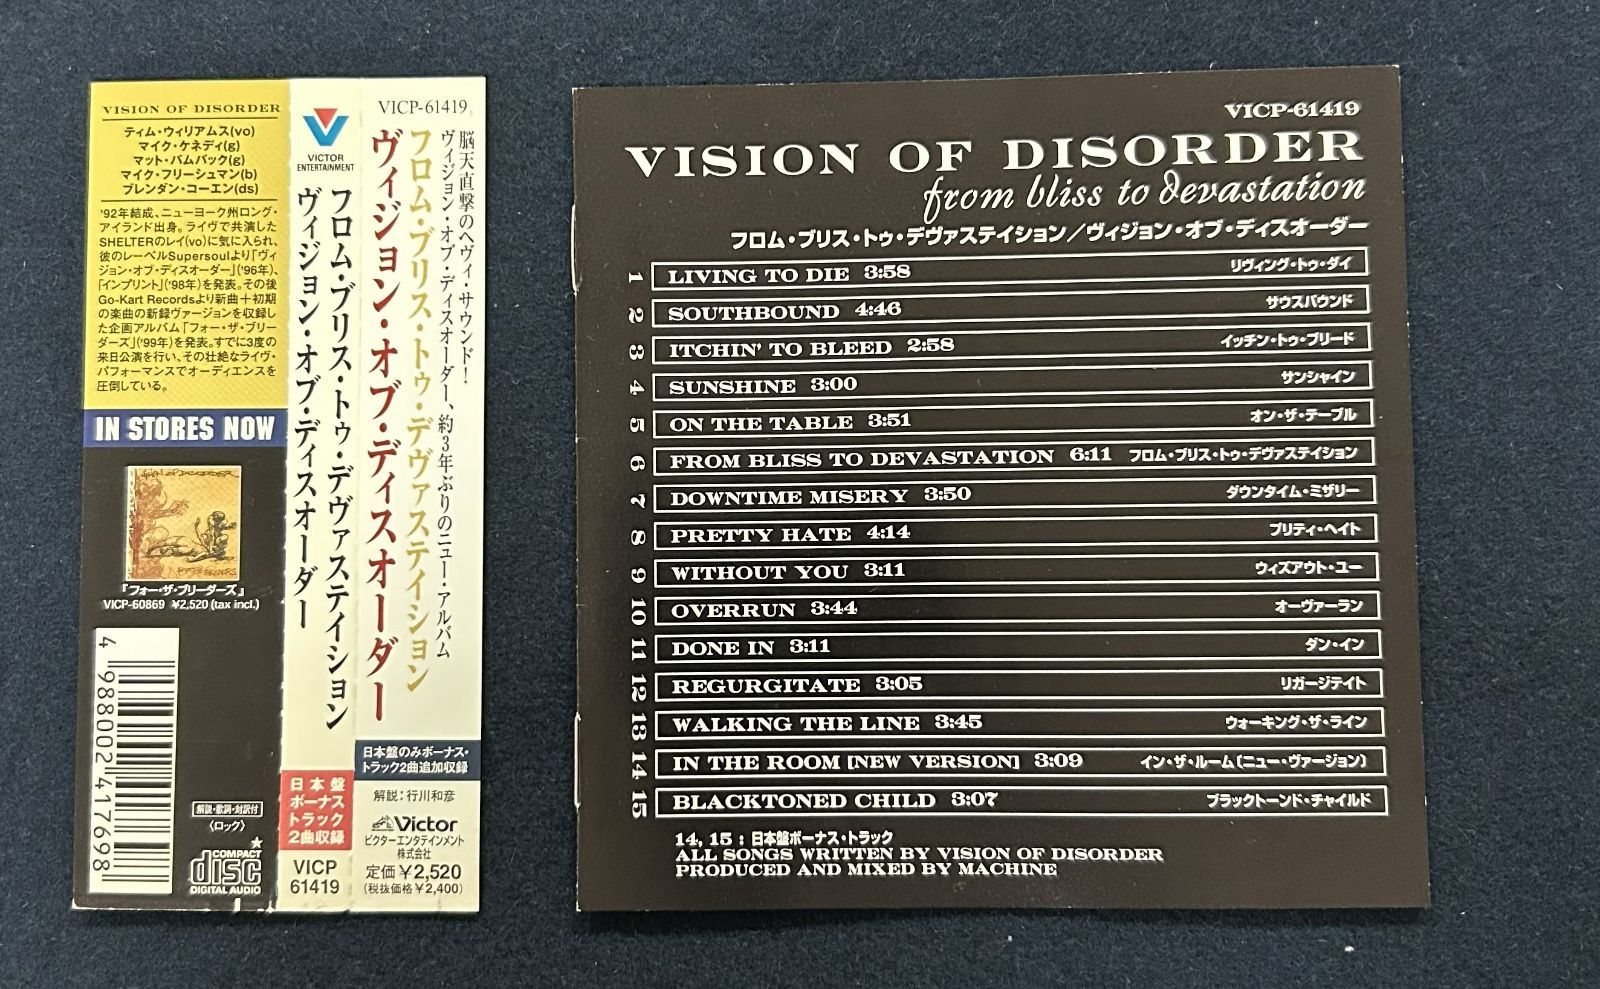 VISION OF DISORDER
ティム・ウィリアムス(vo)
マイク・ケネディ(g)
マット・バムバック(g)
マイク・フリーシュマン(b)
ブレンダン・コーエン(ds)
'92年結成、ニューヨーク州ロング・
アイランド出身。ライヴで共演した
SHELTERのレイ(vo)に気に入られ、
彼のレーベルSupersoulより「ヴィ
ジョン・オブ・ディスオーダー」('96年)、
「インプリント」('98年)を発表。その後
Go-Kart Recordsより新曲＋初期
の楽曲の新録ヴァージョンを収録し
た企画アルバム「フォー・ザ・ブリー
ダーズ」('99年)を発表。すでに3度の
来日公演を行い、その壮絶なライヴ・
パフォーマンスでオーディエンスを
圧倒している。
IN STORES NOW
『フォー・ザ・ブリーダーズ』
VICP-60869 ¥2,520(tax incl.)
4 988002 417698
解説・歌詞・対訳付
〈ロック〉
COMPACT
disc
DIGITAL AUDIO
VICTOR
ENTERTAINMENT
フロム・ブリス・トゥ・デヴァステイション
ヴィジョン・オブ・ディスオーダー
日本盤
ボーナス
トラック
2曲収録
VICP
61419
VICP-61419
脳天直撃のヘヴィ・サウンド!
ヴィジョン・オブ・ディスオーダー、約3年ぶりのニュー・アルバム
フロム・ブリス・トゥ・デヴァステイション
ヴィジョン・オブ・ディスオーダー
日本盤のみボーナス・
トラック2曲追加収録
解説：行川和彦
Victor
ビクターエンタテインメント
株式会社
定価¥2,520
(税抜価格¥2,400)
VICP-61419
VISION OF DISORDER
from bliss to devastation
フロム・ブリス・トゥ・デヴァステイション／ヴィジョン・オブ・ディスオーダー
1 LIVING TO DIE 3:58 リヴィング・トゥ・ダイ
2 SOUTHBOUND 4:46 サウスバウンド
3 ITCHIN' TO BLEED 2:58 イッチン・トゥ・ブリード
4 SUNSHINE 3:00 サンシャイン
5 ON THE TABLE 3:51 オン・ザ・テーブル
6 FROM BLISS TO DEVASTATION 6:11 フロム・ブリス・トゥ・デヴァステイション
7 DOWNTIME MISERY 3:50 ダウンタイム・ミザリー
8 PRETTY HATE 4:14 プリティ・ヘイト
9 WITHOUT YOU 3:11 ウィズアウト・ユー
10 OVERRUN 3:44 オーヴァーラン
11 DONE IN 3:11 ダン・イン
12 REGURGITATE 3:05 リガージテイト
13 WALKING THE LINE 3:45 ウォーキング・ザ・ライン
14 IN THE ROOM [NEW VERSION] 3:09 イン・ザ・ルーム〔ニュー・ヴァージョン〕
15 BLACKTONED CHILD 3:07 ブラックトーンド・チャイルド
14, 15：日本盤ボーナス・トラック
ALL SONGS WRITTEN BY VISION OF DISORDER
PRODUCED AND MIXED BY MACHINE